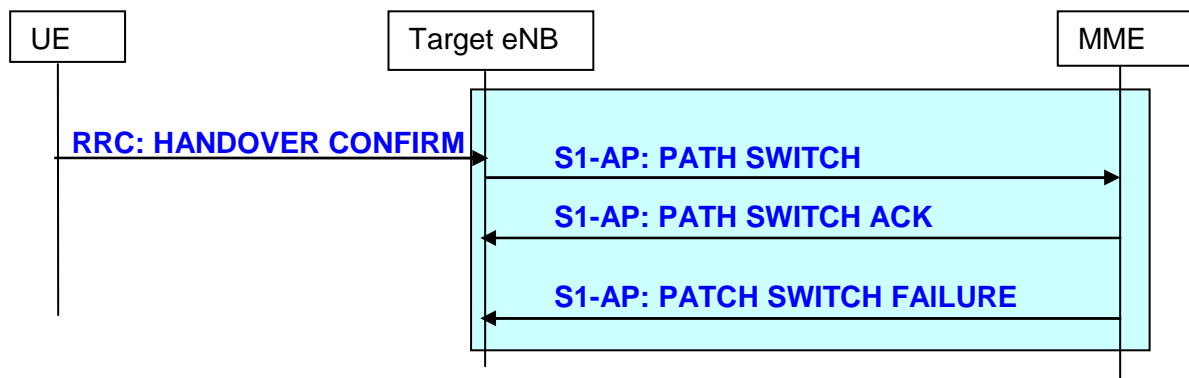 UE
Target eNB
MME
RRC: HANDOVER CONFIRM
S1-AP: PATH SWITCH
S1-AP: PATH SWITCH ACK
S1-AP: PATCH SWITCH FAILURE